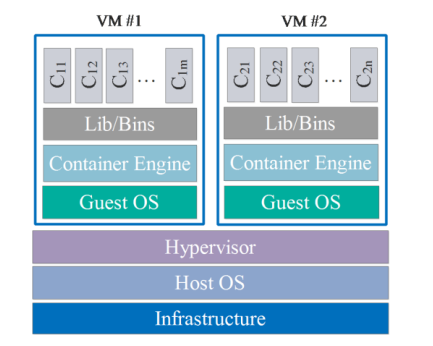 VM #1
VM #2
C11 C12 C13 ... C1m
C21 C22 C23 ... C2n
Lib/Bins
Lib/Bins
Container Engine
Container Engine
Guest OS
Guest OS
Hypervisor
Host OS
Infrastructure